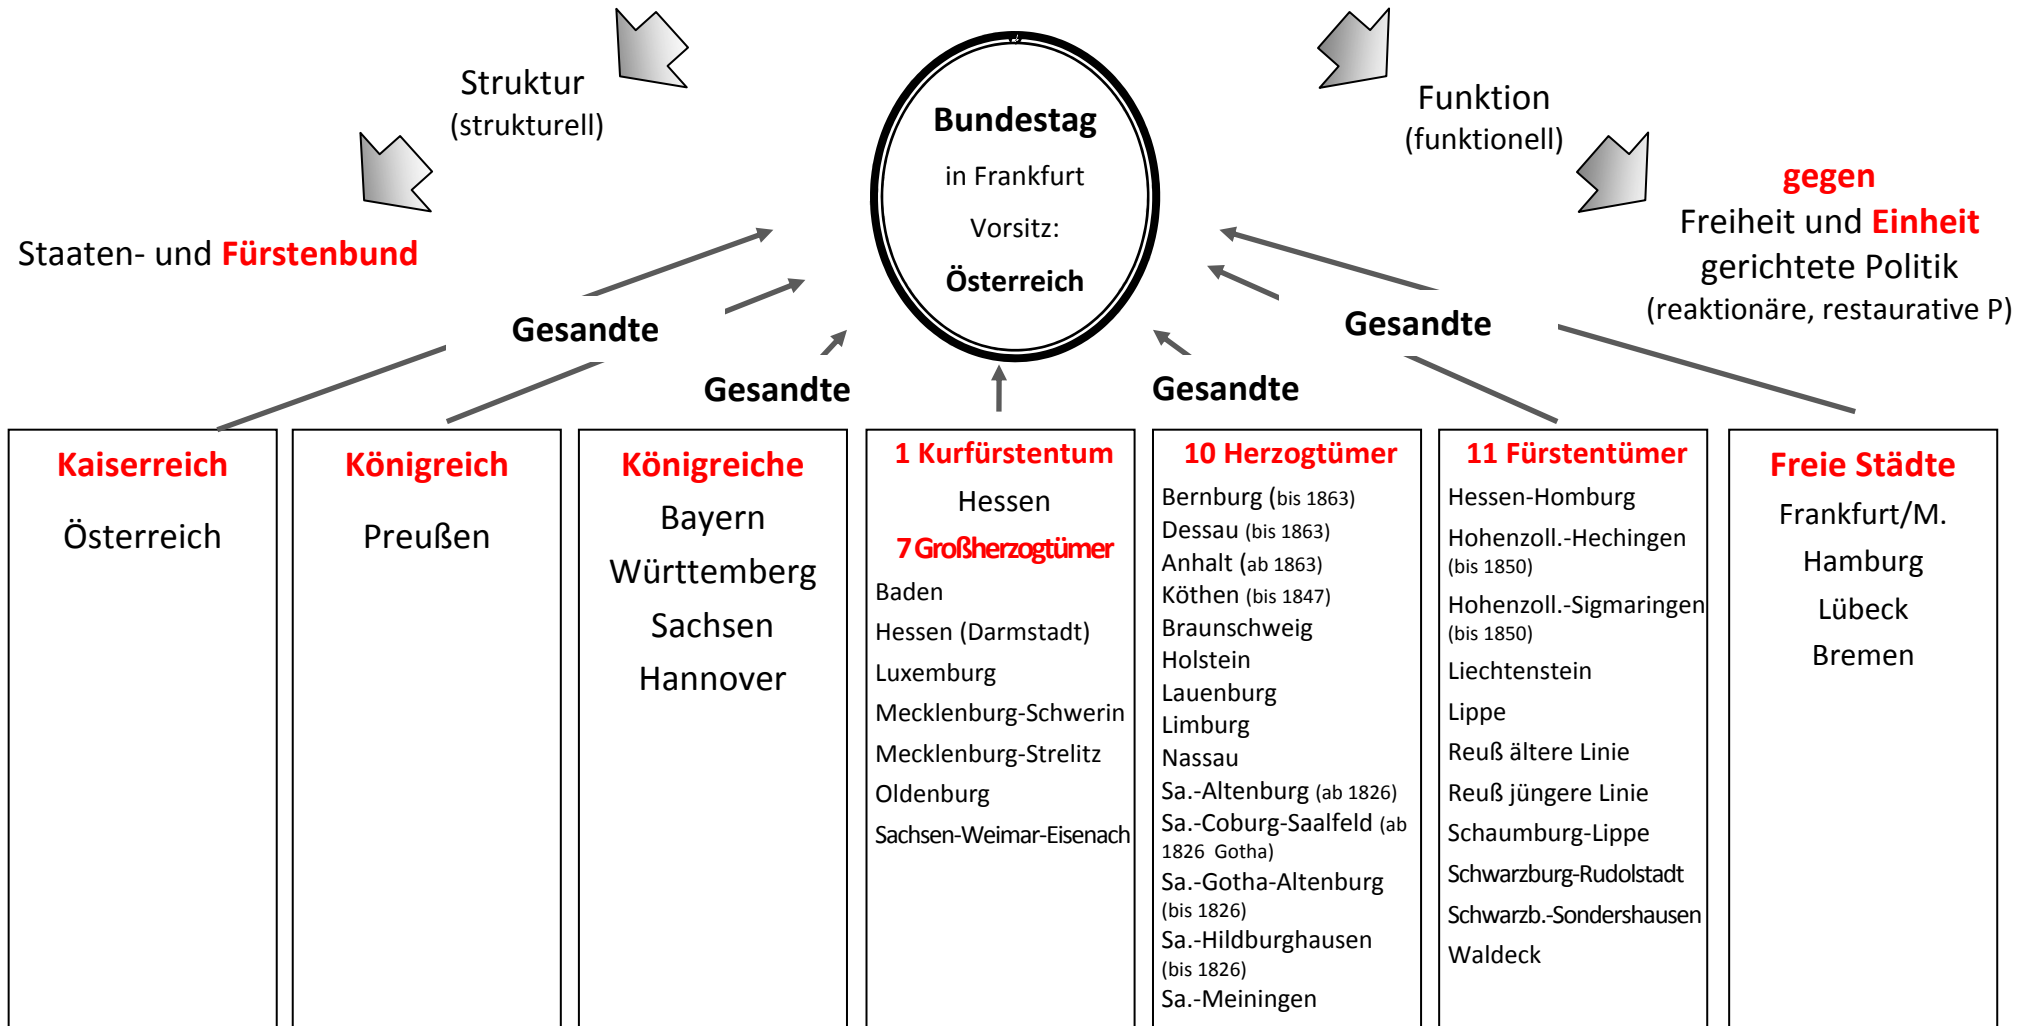 Struktur
(strukturell)
Funktion
(funktionell)
Bundestag
in Frankfurt
Vorsitz:
Österreich
Staaten- und Fürstenbund
gegen
Freiheit und Einheit
gerichtete Politik
(reaktionäre, restaurative P)
Gesandte
Gesandte
Gesandte
Gesandte
Kaiserreich
Österreich
Königreich
Preußen
Königreiche
Bayern
Württemberg
Sachsen
Hannover
1 Kurfürstentum
Hessen
7 Großherzogtümer
Baden
Hessen (Darmstadt)
Luxemburg
Mecklenburg-Schwerin
Mecklenburg-Strelitz
Oldenburg
Sachsen-Weimar-Eisenach
10 Herzogtümer
Bernburg (bis 1863)
Dessau (bis 1863)
Anhalt (ab 1863)
Köthen (bis 1847)
Braunschweig
Holstein
Lauenburg
Limburg
Nassau
Sa.-Altenburg (ab 1826)
Sa.-Coburg-Saalfeld (ab
1826 Gotha)
Sa.-Gotha-Altenburg
(bis 1826)
Sa.-Hildburghausen
(bis 1826)
Sa.-Meiningen
11 Fürstentümer
Hessen-Homburg
Hohenzoll.-Hechingen
(bis 1850)
Hohenzoll.-Sigmaringen
(bis 1850)
Liechtenstein
Lippe
Reuß ältere Linie
Reuß jüngere Linie
Schaumburg-Lippe
Schwarzburg-Rudolstadt
Schwarzb.-Sondershausen
Waldeck
Freie Städte
Frankfurt/M.
Hamburg
Lübeck
Bremen